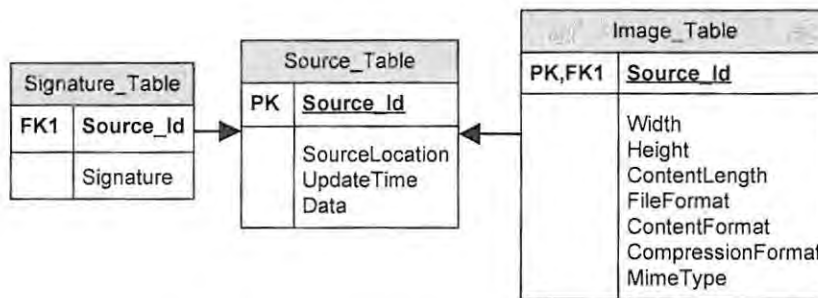 Signature_Table
FK1 Source_Id
Signature
Source_Table
PK Source_Id
SourceLocation
UpdateTime
Data
Image_Table
PK,FK1 Source_Id
Width
Height
ContentLength
FileFormat
ContentFormat
CompressionFormat
MimeType